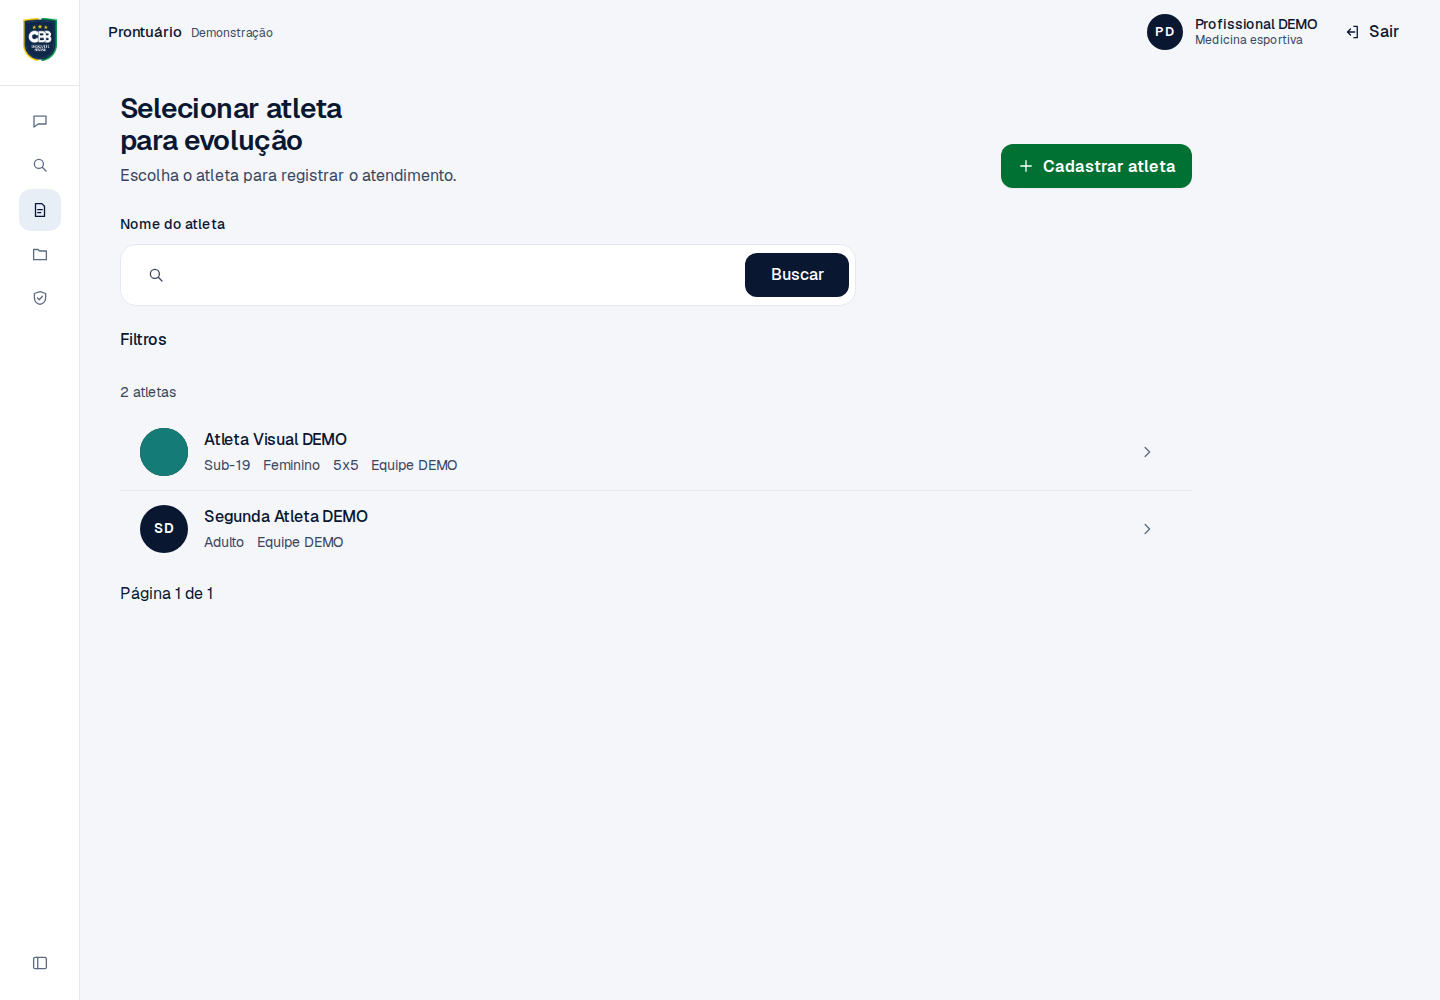 CBB
Prontuário Demonstração
PD
Profissional DEMO
Medicina esportiva
Sair
Selecionar atleta
para evolução
Escolha o atleta para registrar o atendimento.
Cadastrar atleta
Nome do atleta
Buscar
Filtros
2 atletas
Atleta Visual DEMO
Sub-19 Feminino 5x5 Equipe DEMO
SD
Segunda Atleta DEMO
Adulto Equipe DEMO
Página 1 de 1